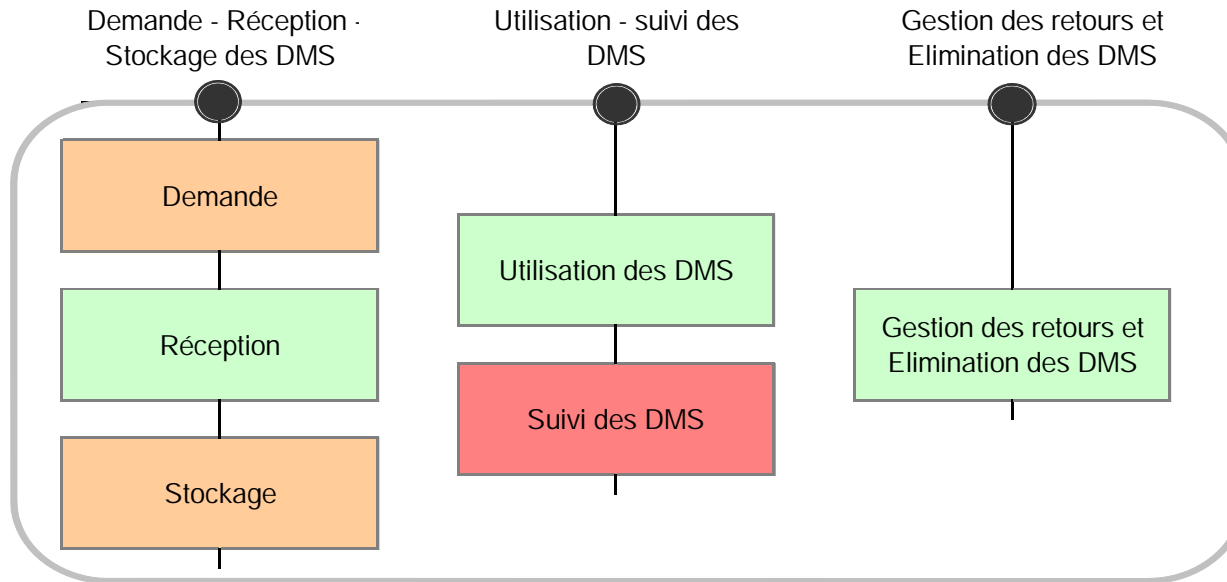 Demande - Réception -
Stockage des DMS
Utilisation - suivi des
DMS
Gestion des retours et
Elimination des DMS
Demande
Réception
Stockage
Utilisation des DMS
Suivi des DMS
Gestion des retours et
Elimination des DMS